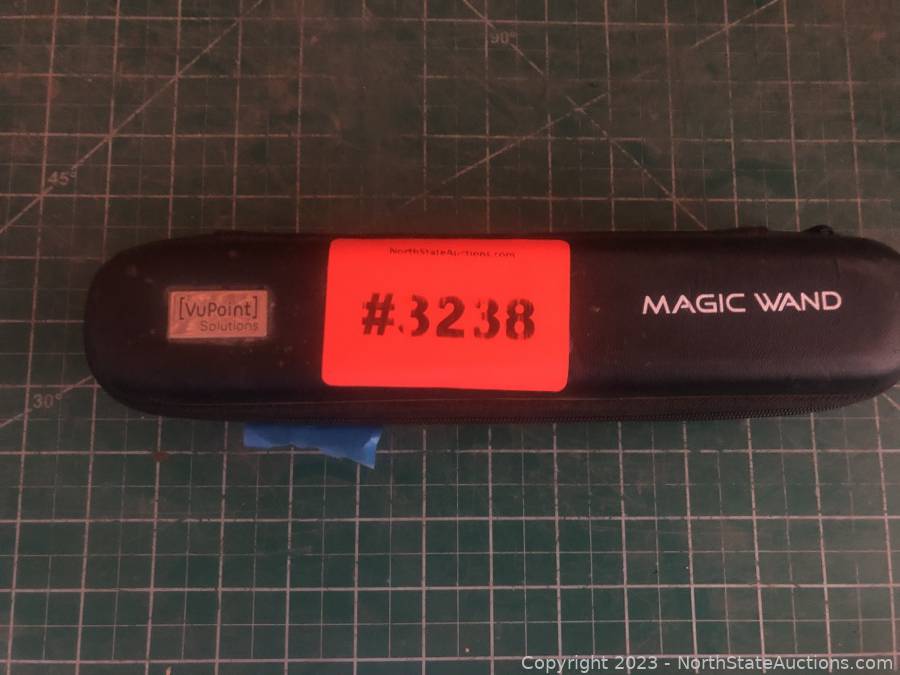 90°
45°
NorthStateAuctions.com
#3238
[VuPoint]
Solutions
MAGIC WAND
30°
Copyright 2023 - NorthStateAuctions.com